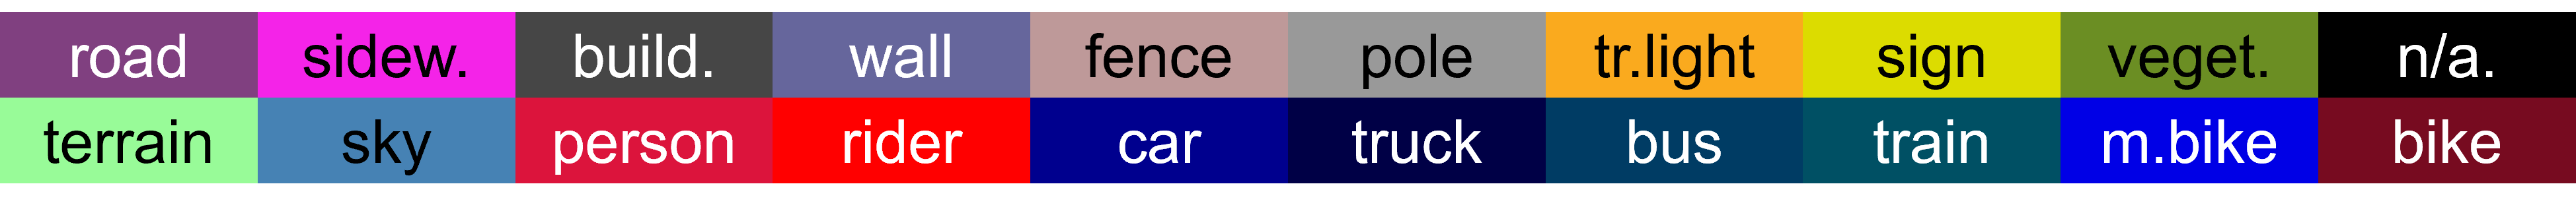 road sidew. build. wall fence pole tr.light sign veget. n/a.
terrain sky person rider car truck bus train m.bike bike